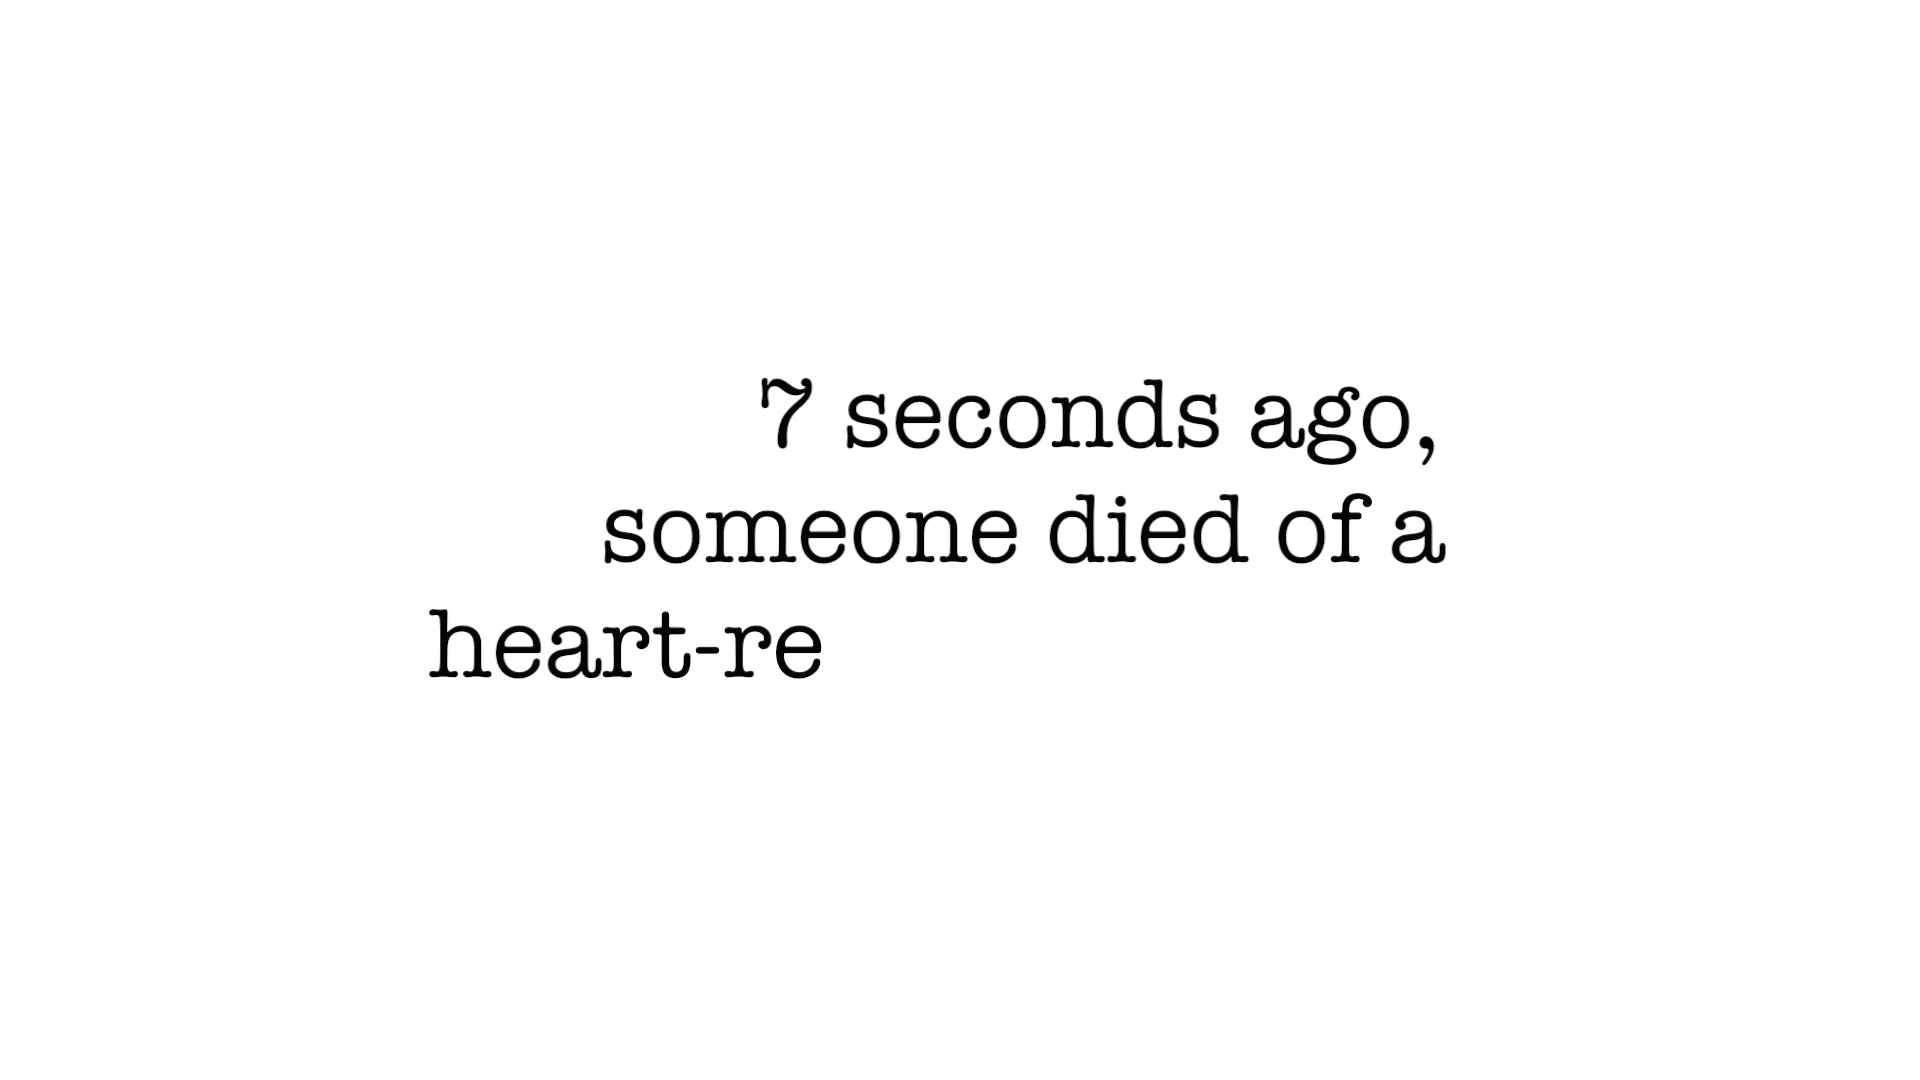 7 seconds ago,
someone died of a
heart-re